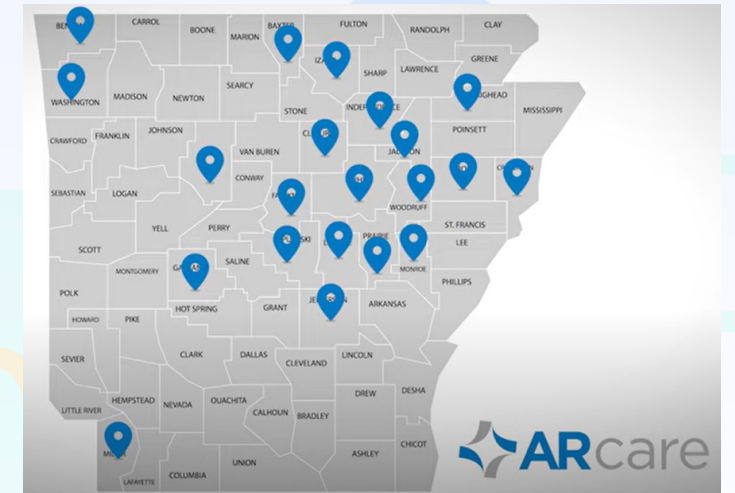 CARROL
FULTON
CLAY
BOONE
RANDOLPH
MARION
GREENE
SHARP
LAWRENCE
SEARCY
MADISON
NEWTON
WASHINGTON
MISSISSIPPI
STONE
JOHNSON
POINSETT
FRANKLIN
CRAWFORD
VAN BUREN
CONWAY
SEBASTIAN
LOGAN
WOODRUFF
YELL
PERRY
ST. FRANCIS
PRAIRIE
LEE
SCOTT
SALINE
MONTGOMERY
MONROE
PHILLIPS
POLK
HOT SPRING
GRANT
ARKANSAS
HOWARD
PIKE
SEVIER
CLARK
DALLAS
CLEVELAND
LINCOLN
DREW
DESHA
HEMPSTEAD
NEVADA
OUACHITA
LITTLE RIVER
CALHOUN
BRADLEY
CHICOT
ASHLEY
UNION
COLUMBIA
LAFAYETTE
ARcare